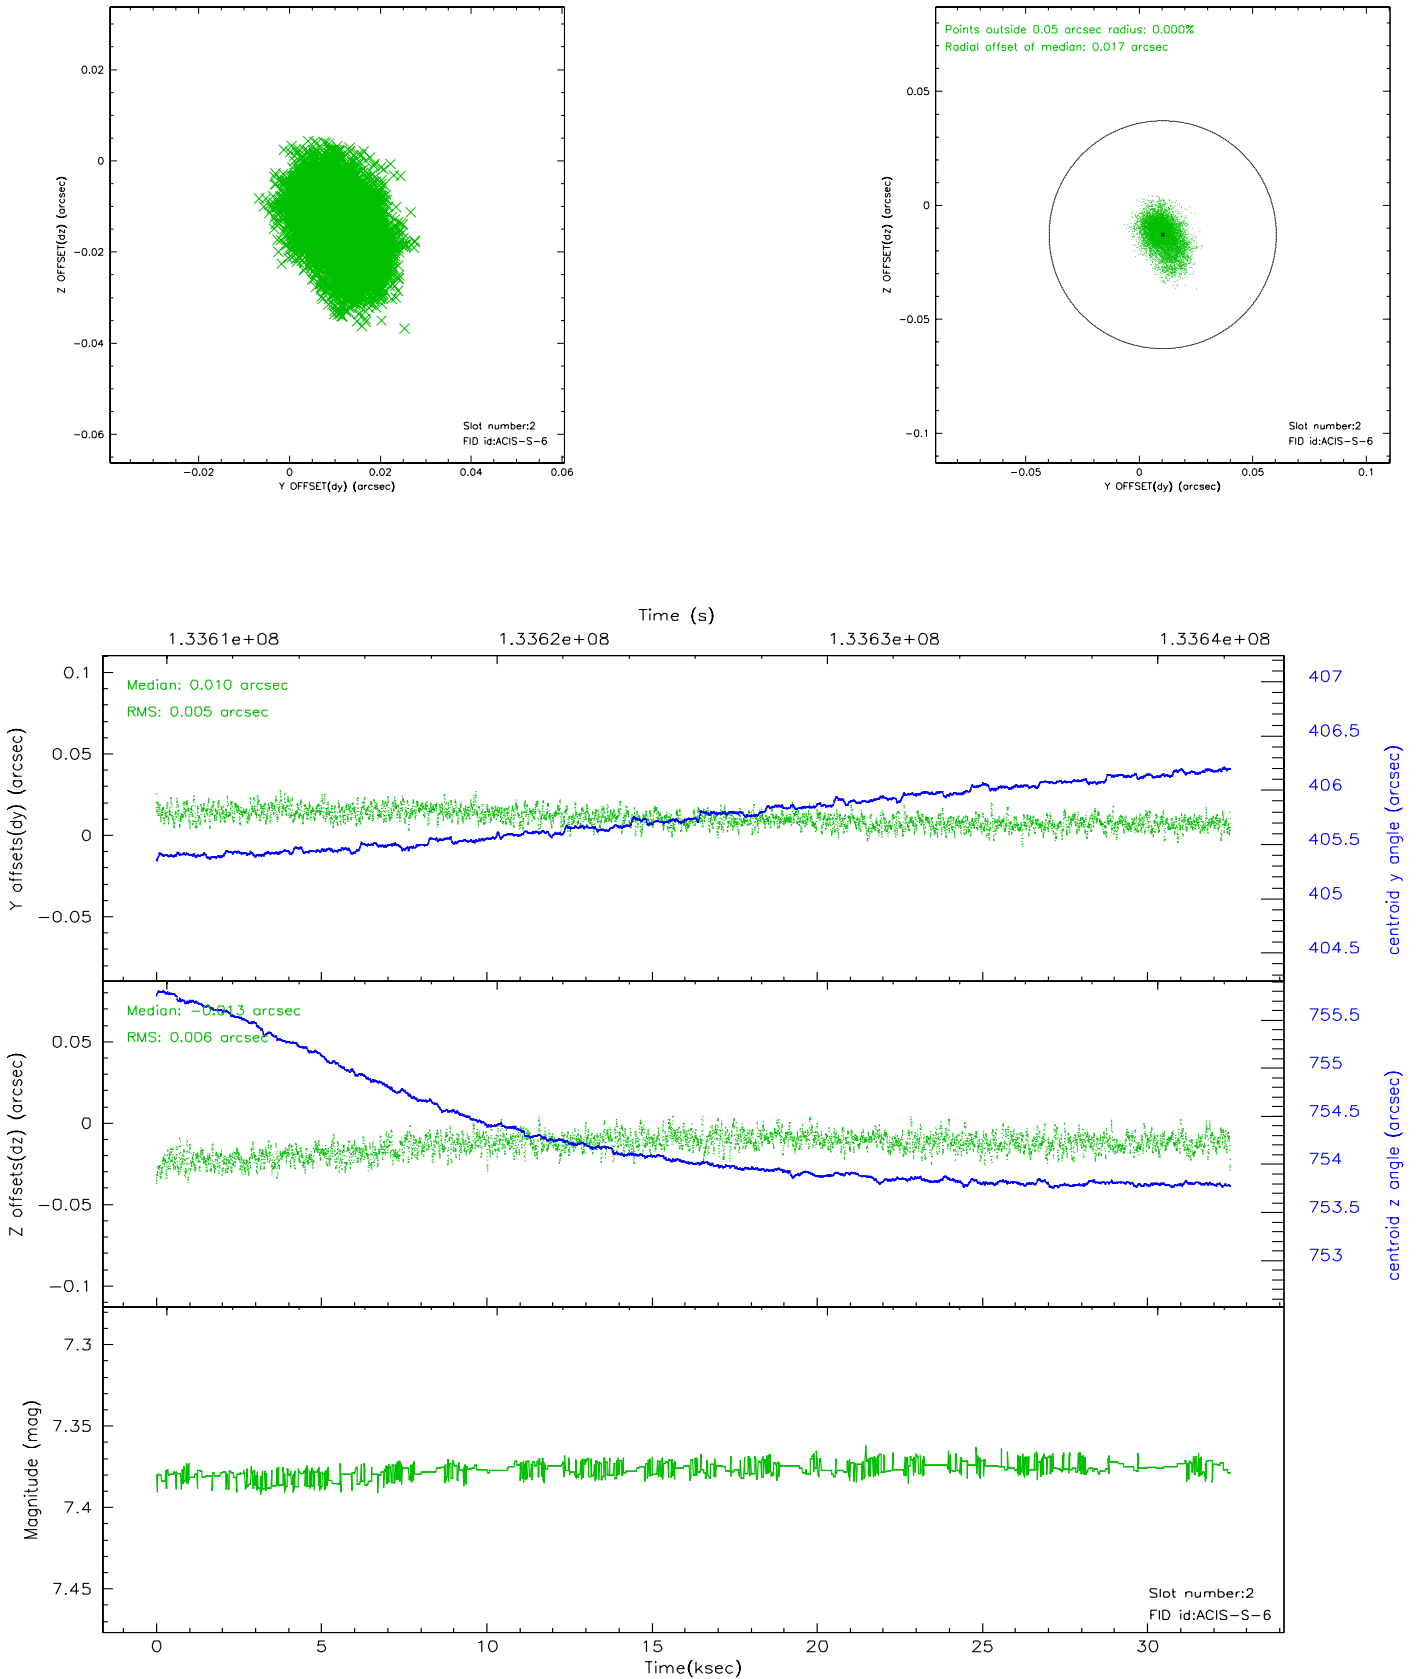 0.02
0
−0.02
−0.04
−0.06
Z OFFSET(dz) (arcsec)
Slot number:2
FID id:ACIS−S−6
−0.02 0 0.02 0.04 0.06
Y OFFSET(dy) (arcsec)
Points outside 0.05 arcsec radius: 0.000%
Radial offset of median: 0.017 arcsec
0.05
0
−0.05
−0.1
Z OFFSET(dz) (arcsec)
Slot number:2
FID id:ACIS−S−6
−0.05 0 0.05 0.1
Y OFFSET(dy) (arcsec)
Time (s)
1.3361e+08 1.3362e+08 1.3363e+08 1.3364e+08
Median: 0.010 arcsec
RMS: 0.005 arcsec
0.1
0.05
0
−0.05
Y offsets(dy) (arcsec)
407
406.5
406
405.5
405
404.5
centroid y angle (arcsec)
Median: −0.013 arcsec
RMS: 0.006 arcsec
0.05
0
−0.05
−0.1
Z offsets(dz) (arcsec)
755.5
755
754.5
754
753.5
753
centroid z angle (arcsec)
7.3
7.35
7.4
7.45
Magnitude (mag)
Slot number:2
FID id:ACIS−S−6
0 5 10 15 20 25 30
Time(ksec)